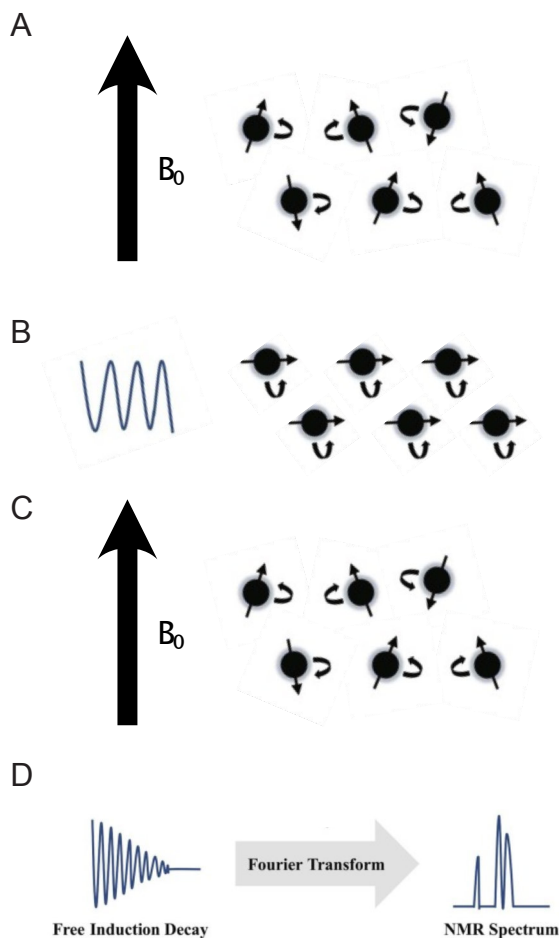 A
B₀
B
C
B₀
D
Fourier Transform
Free Induction Decay
NMR Spectrum